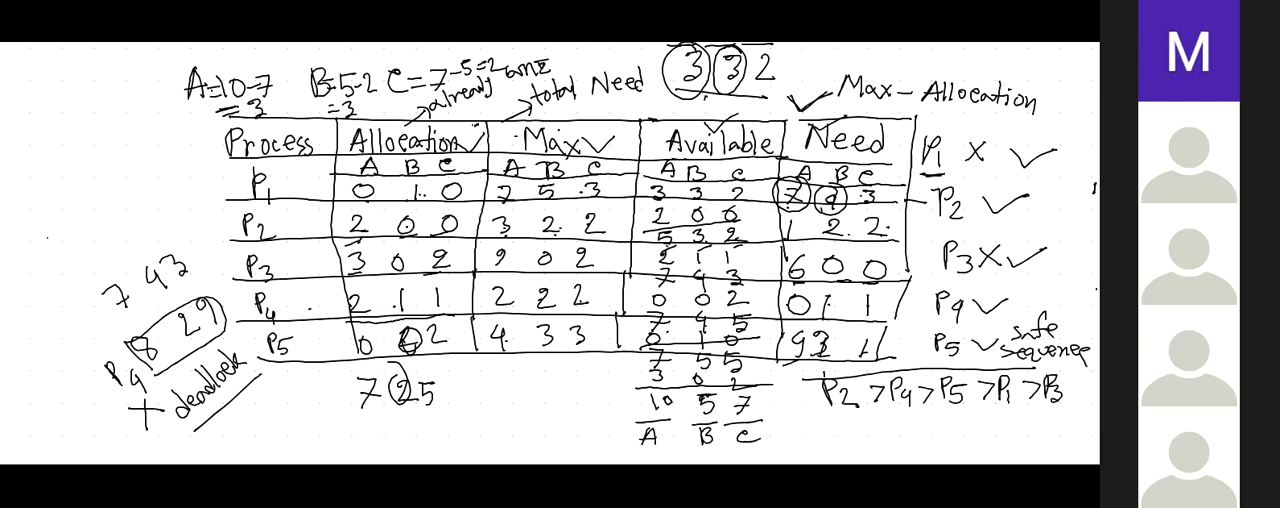 3 3 2
A=10-7 B=5-2 C=7-5=2
=3 =3
already total Need Max-Allocation
Process Allocation Max Available Need
A B C A B C A B C A B C
P1 0 1 0 7 5 3 3 3 2 7 4 3 P1 X ✓
2 0 0
P2 2 0 0 3 2 2 5 3 2 1 2 2 P2 ✓
2 1 1
P3 3 0 2 9 0 2 7 4 3 6 0 0 P3 X ✓
0 0 2
P4 2 1 1 2 2 2 7 4 5 0 1 1 P4 ✓
0 1 0
P5 0 0 2 4 3 3 7 5 5 4 3 1 P5 ✓ safe sequence
3 0 2
7 2 5 10 5 7 P2 > P4 > P5 > P1 > P3
A B C
7 4 3
8 2 9
P4 deadlock
M